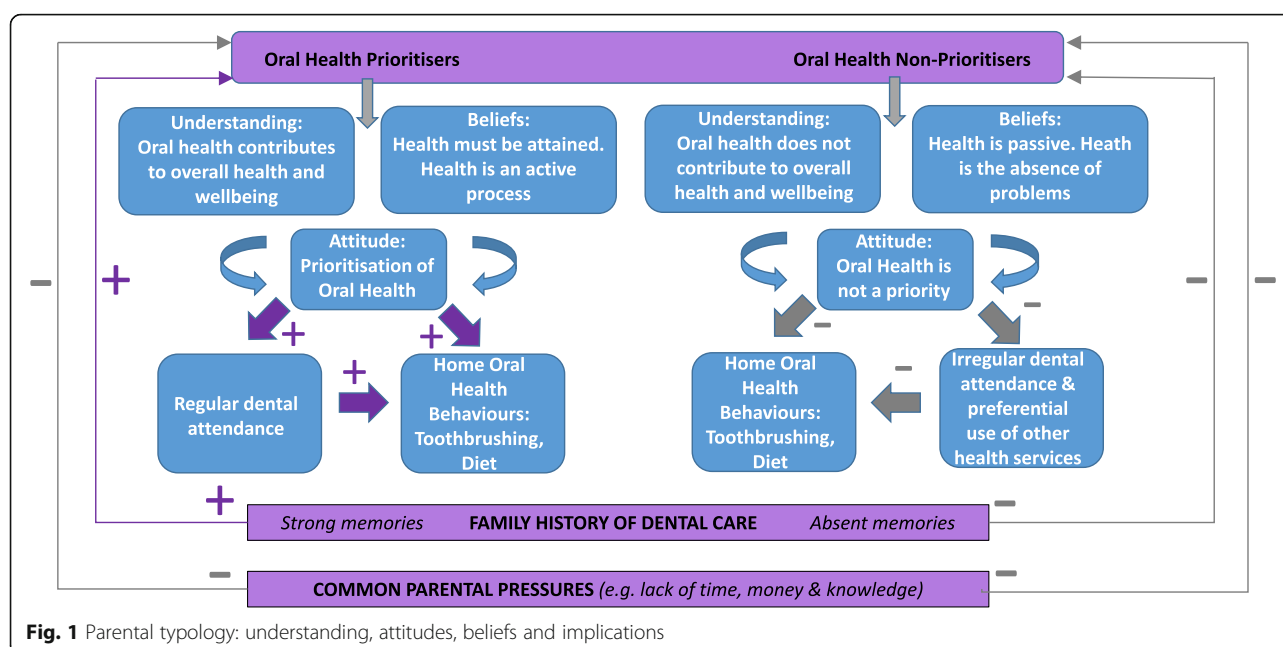 Oral Health Prioritisers
Oral Health Non-Prioritisers
Understanding:
Oral health contributes
to overall health and
wellbeing
Beliefs:
Health must be attained.
Health is an active
process
Understanding:
Oral health does not
contribute to overall
health and wellbeing
Beliefs:
Health is passive. Heath
is the absence of
problems
Attitude:
Prioritisation of
Oral Health
Attitude:
Oral Health is
not a priority
− + + + − − − −
Regular dental
attendance
+
Home Oral
Health
Behaviours:
Toothbrushing,
Diet
Home Oral
Health
Behaviours:
Toothbrushing,
Diet
−
Irregular dental
attendance &
preferential
use of other
health services
+ Strong memories FAMILY HISTORY OF DENTAL CARE Absent memories −
− COMMON PARENTAL PRESSURES (e.g. lack of time, money & knowledge) −
Fig. 1 Parental typology: understanding, attitudes, beliefs and implications